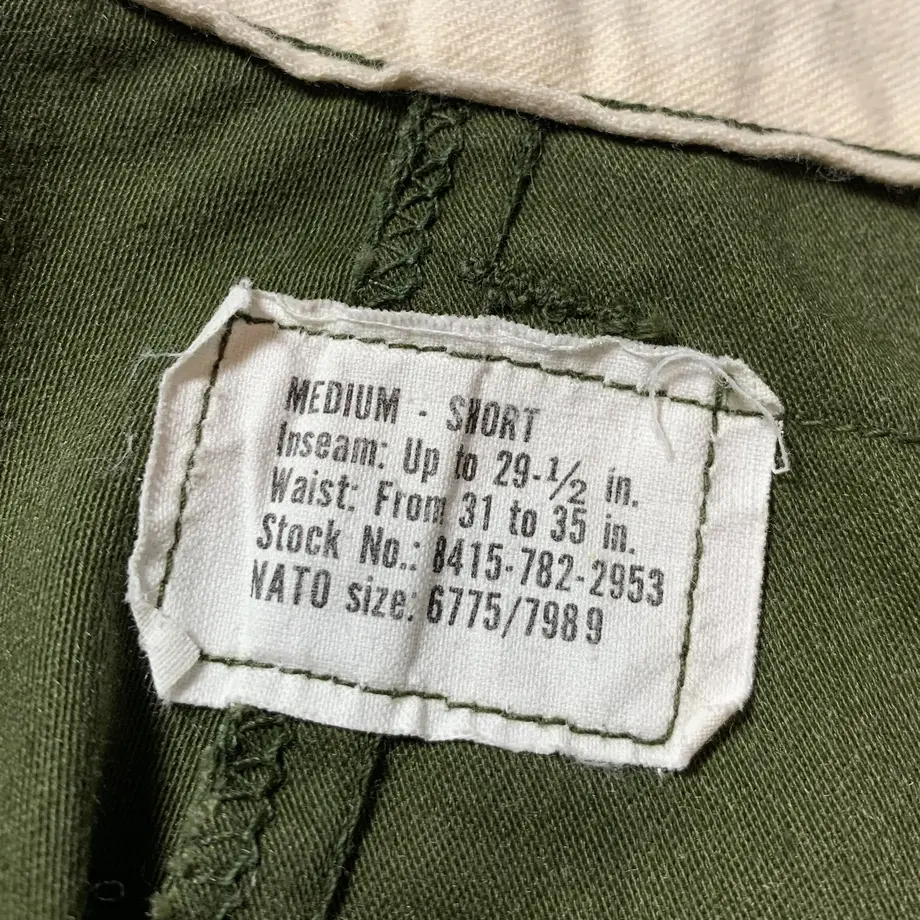 MEDIUM - SHORT
Inseam: Up to 29-1/2 in.
Waist: From 31 to 35 in.
Stock No.: 8415-782-2953
NATO size: 6775/7989